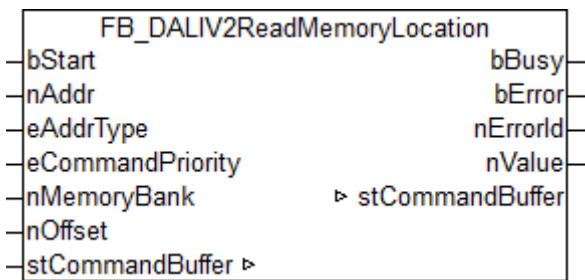 FB_DALIV2ReadMemoryLocation
bStart bBusy
nAddr bError
eAddrType nErrorId
eCommandPriority nValue
nMemoryBank ▹ stCommandBuffer
nOffset
stCommandBuffer ▹